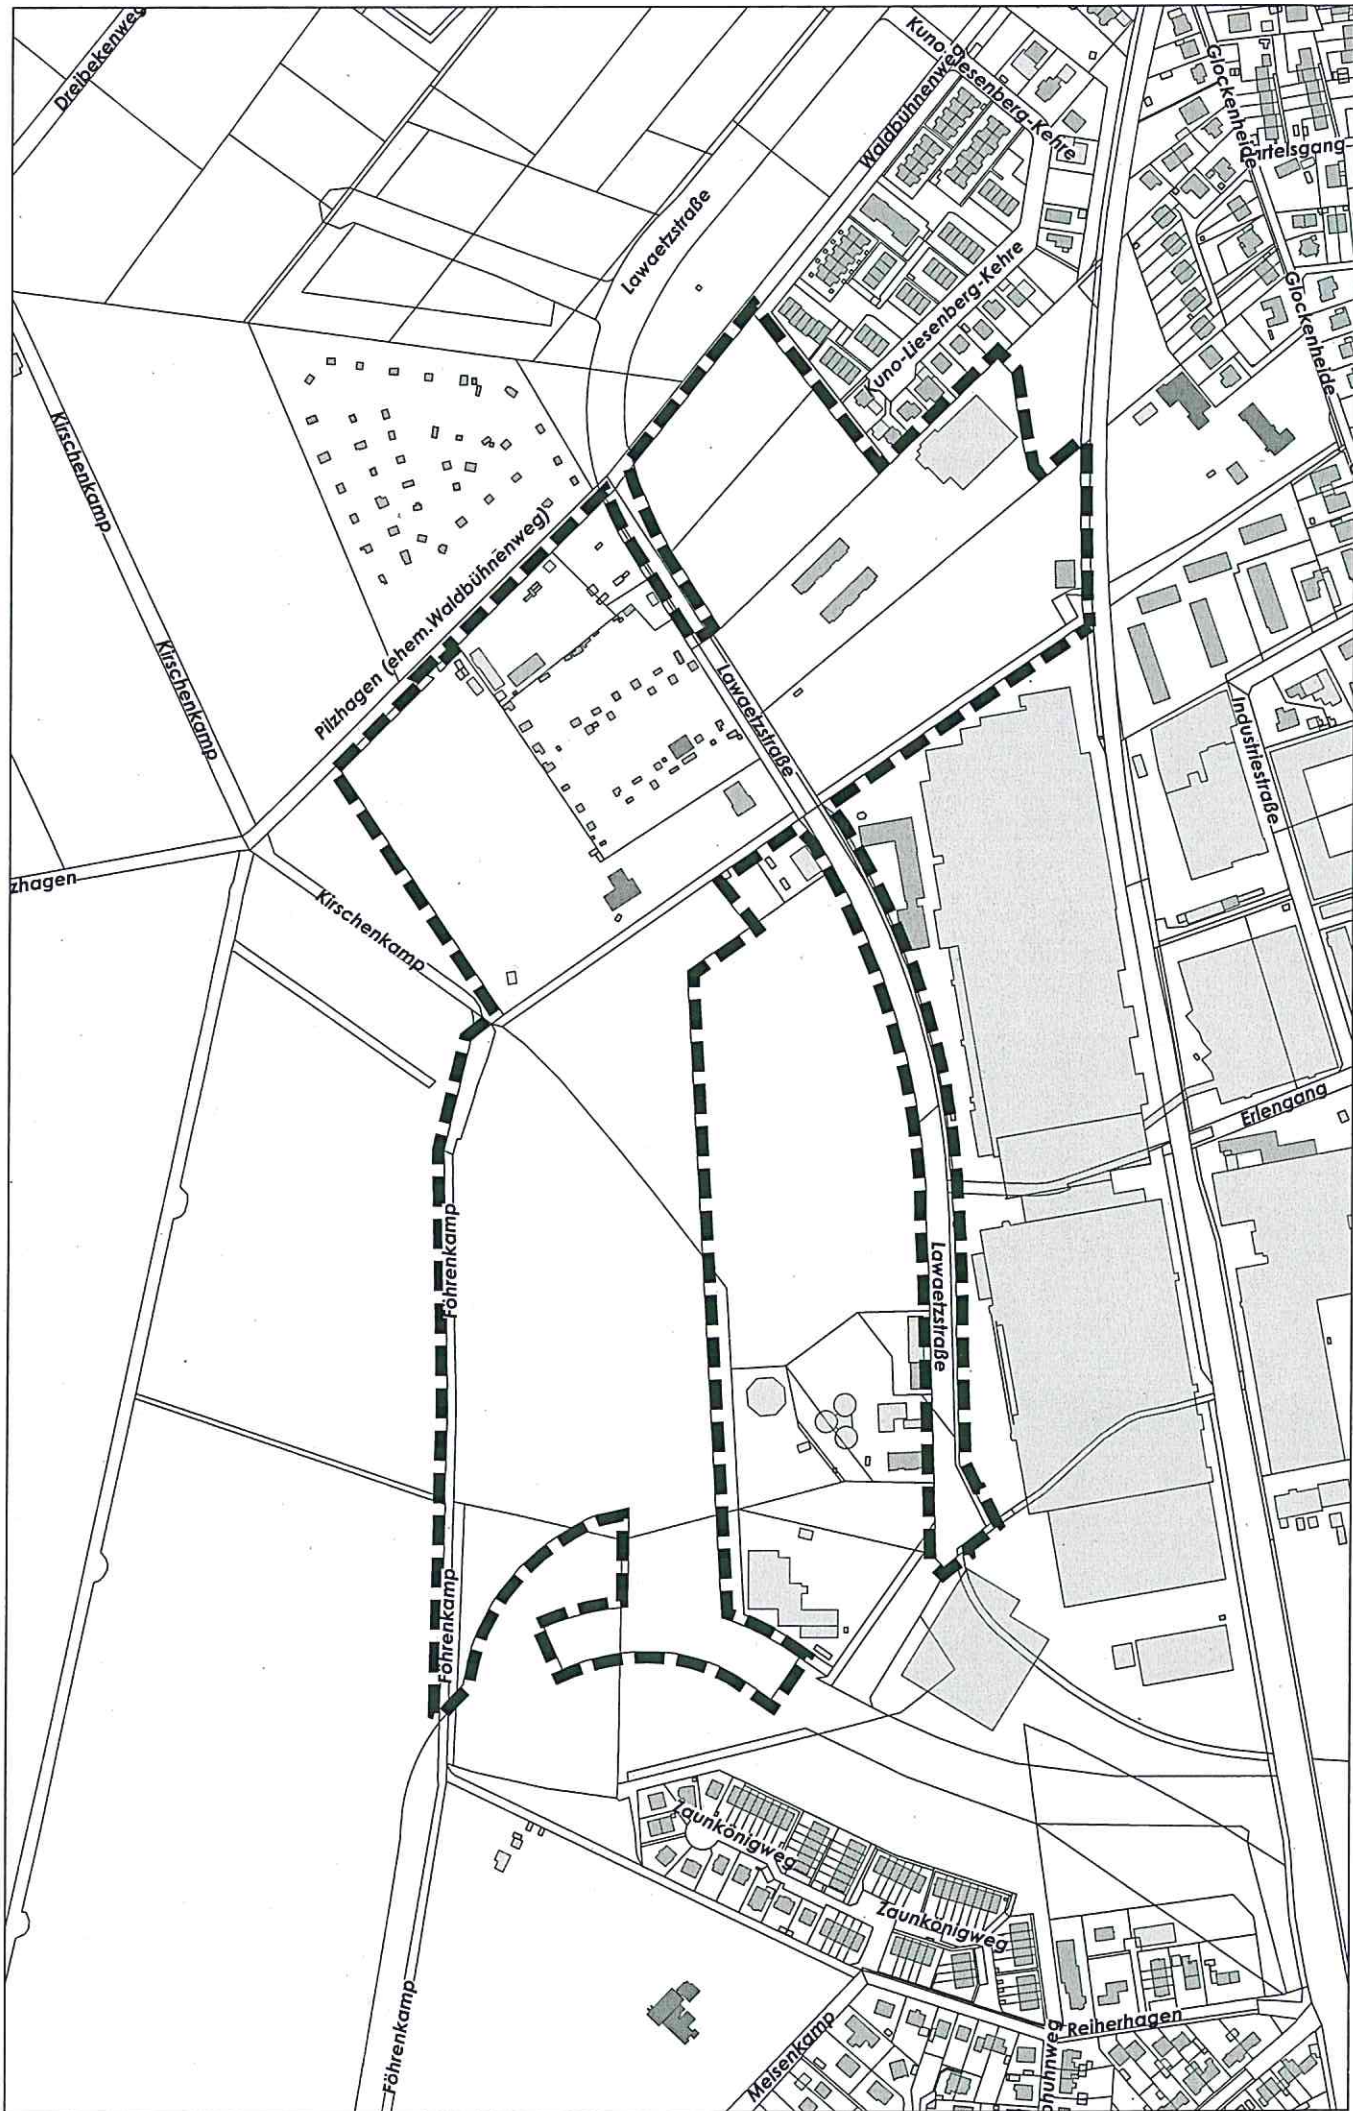 Dreibekenweg
Kuno-Liesenberg-Kehre
Waldbühnenweg
Glockenheide
Lawaetzstraße
Kuno-Liesenberg-Kehre
Glockenheide
Kirschenkamp
Pilzhagen (ehem.Waldbühnenweg)
Kirschenkamp
Lawaetzstraße
Industriestraße
zhagen
Kirschenkamp
Erlengang
Föhrenkamp
Lawaetzstraße
Föhrenkamp
Zaunkönigweg
Zaunkönigweg
Föhrenkamp
Meisenkamp
Reiherhagen